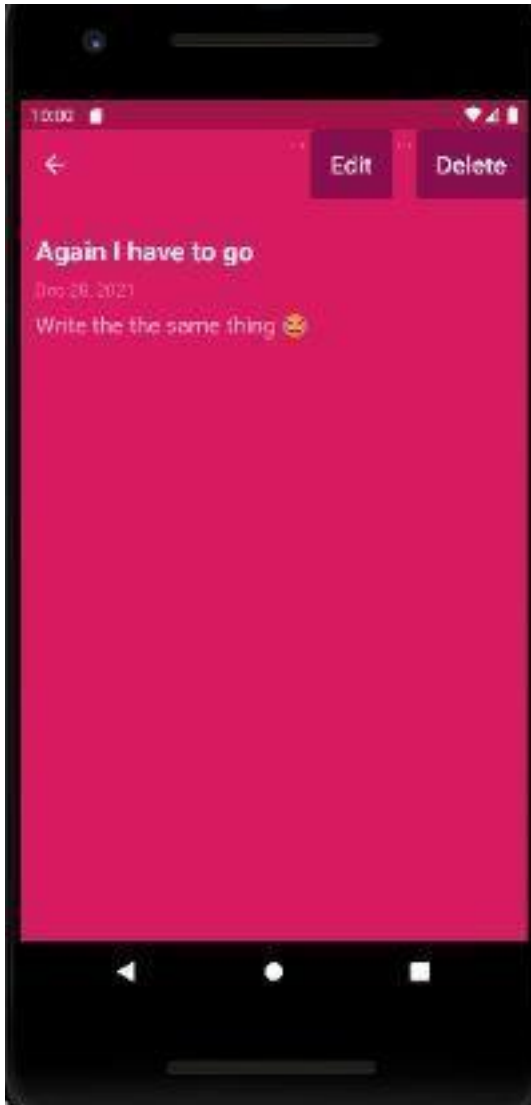 10:00
Edit Delete
Again I have to go
Dec 28, 2021
Write the the same thing 😆